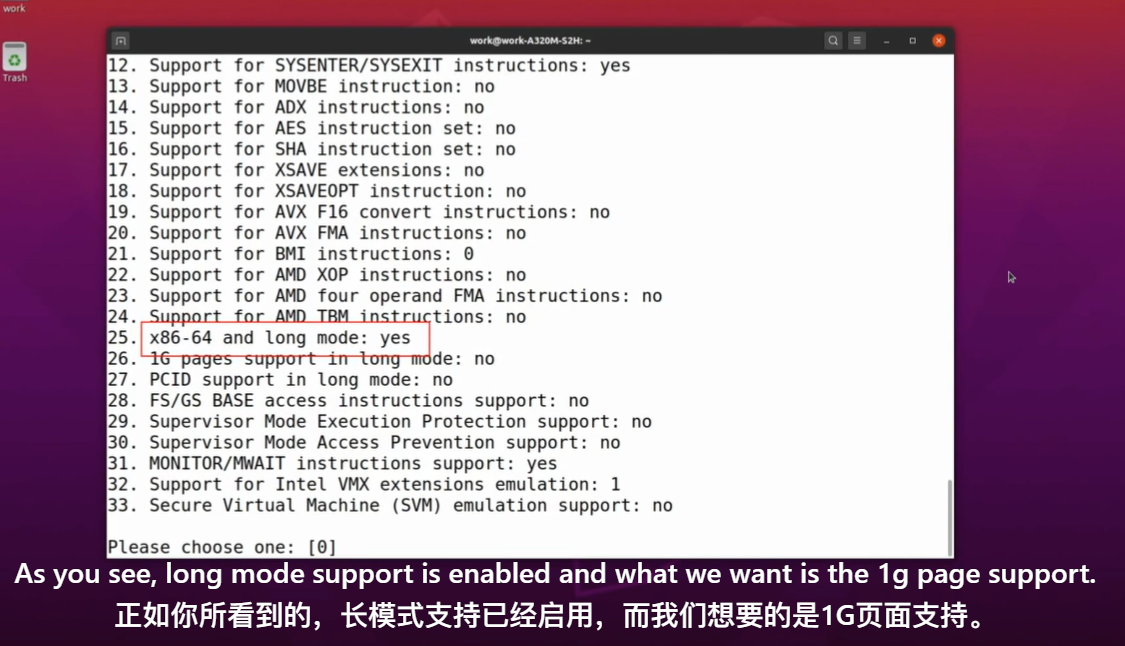 work
Trash
work@work-A320M-S2H: ~
12. Support for SYSENTER/SYSEXIT instructions: yes
13. Support for MOVBE instruction: no
14. Support for ADX instructions: no
15. Support for AES instruction set: no
16. Support for SHA instruction set: no
17. Support for XSAVE extensions: no
18. Support for XSAVEOPT instruction: no
19. Support for AVX F16 convert instructions: no
20. Support for AVX FMA instructions: no
21. Support for BMI instructions: 0
22. Support for AMD XOP instructions: no
23. Support for AMD four operand FMA instructions: no
24. Support for AMD TBM instructions: no
25. x86-64 and long mode: yes
26. 1G pages support in long mode: no
27. PCID support in long mode: no
28. FS/GS BASE access instructions support: no
29. Supervisor Mode Execution Protection support: no
30. Supervisor Mode Access Prevention support: no
31. MONITOR/MWAIT instructions support: yes
32. Support for Intel VMX extensions emulation: 1
33. Secure Virtual Machine (SVM) emulation support: no
Please choose one: [0]
As you see, long mode support is enabled and what we want is the 1g page support.
正如你所看到的，长模式支持已经启用，而我们想要的是1G页面支持。